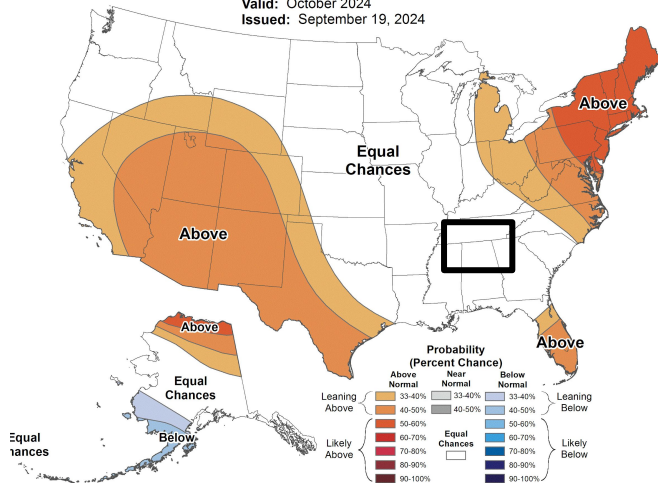 Valid: October 2024
Issued: September 19, 2024
Above
Equal
Chances
Above
Above
Above
Equal
Chances
Below
Equal
hances
Probability
(Percent Chance)
Above
Normal
Near
Normal
Below
Normal
Leaning
Above
33-40%
40-50%
33-40%
40-50%
33-40%
40-50%
Leaning
Below
Likely
Above
50-60%
60-70%
70-80%
80-90%
90-100%
Equal
Chances
50-60%
60-70%
70-80%
80-90%
90-100%
Likely
Below